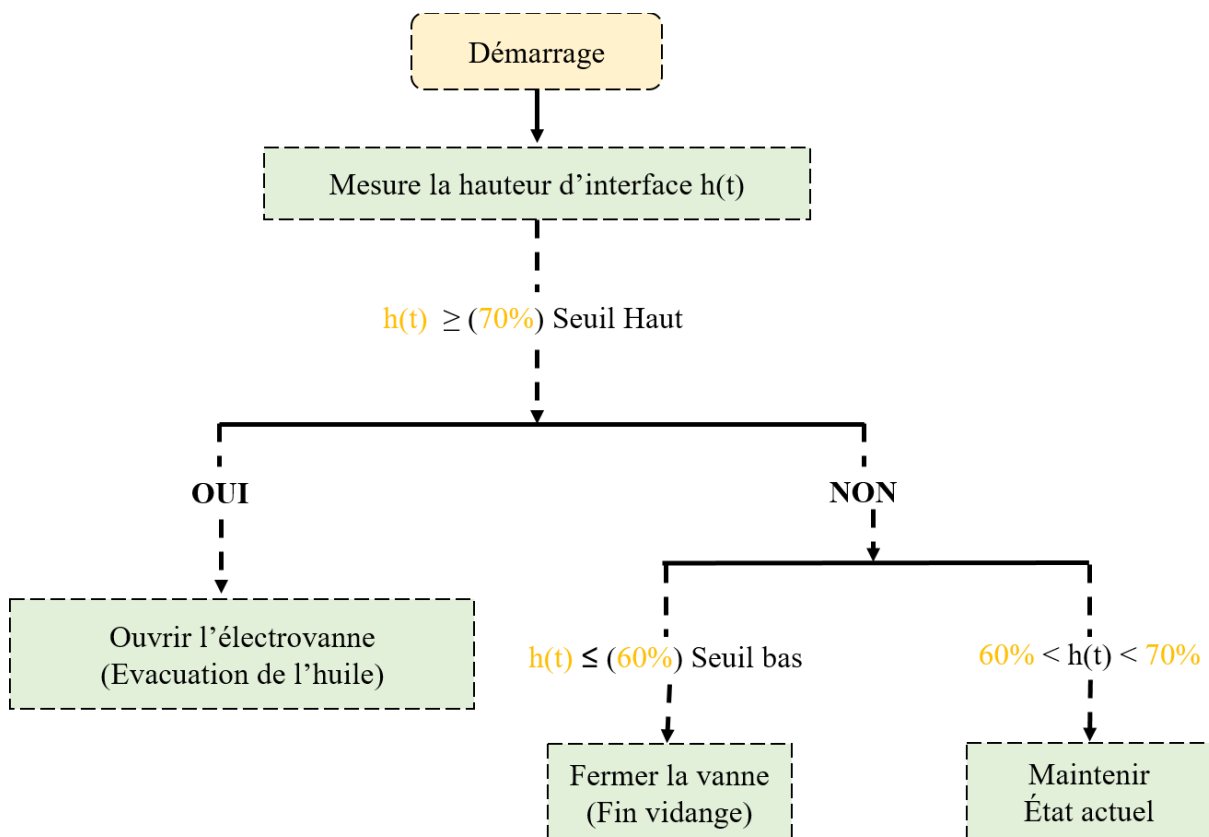 Démarrage
Mesure la hauteur d’interface h(t)
h(t) ≥ (70%) Seuil Haut
OUI
NON
Ouvrir l’électrovanne
(Evacuation de l’huile)
h(t) ≤ (60%) Seuil bas
60% < h(t) < 70%
Fermer la vanne
(Fin vidange)
Maintenir
État actuel